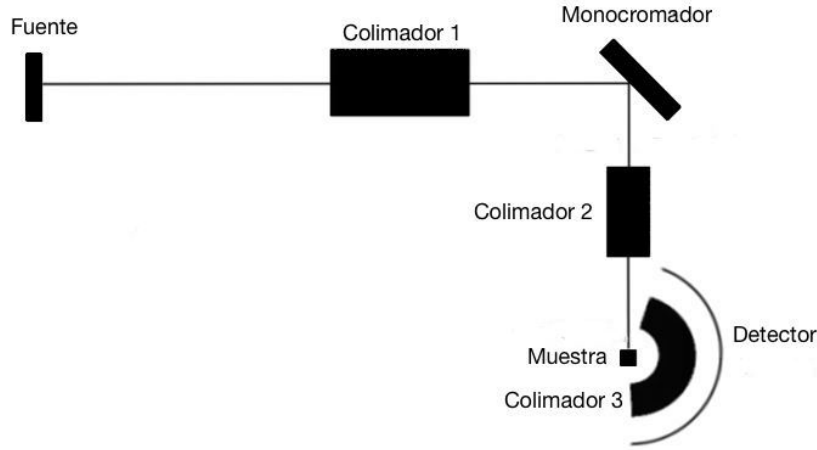 Fuente
Colimador 1
Monocromador
Colimador 2
Detector
Muestra
Colimador 3